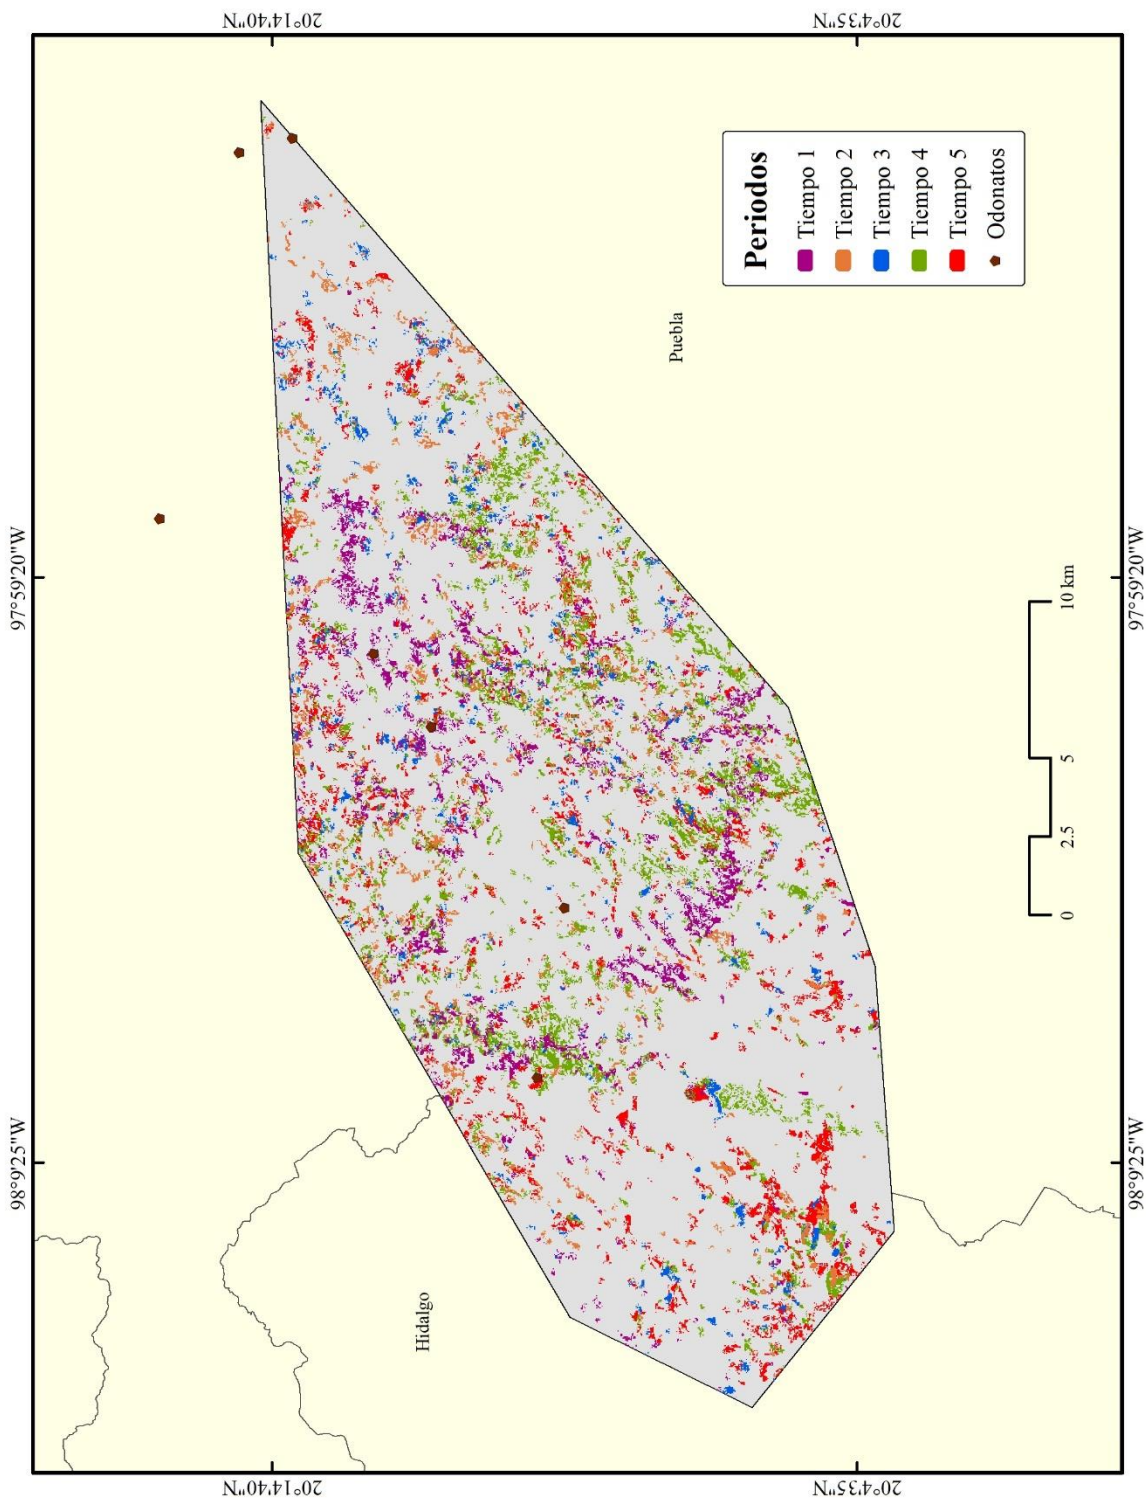 98°9'25"W
97°59'20"W
20°14'40"N
20°14'40"N
Hidalgo
Puebla
Periodos
Tiempo 1
Tiempo 2
Tiempo 3
Tiempo 4
Tiempo 5
Odonatos
20°4'35"N
20°4'35"N
0 2.5 5 10 km
98°9'25"W
97°59'20"W